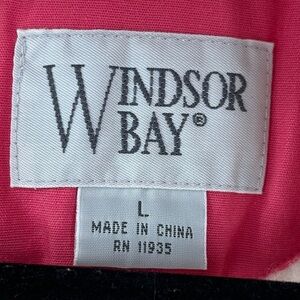 WINDSOR
BAY®
L
MADE IN CHINA
RN 11935